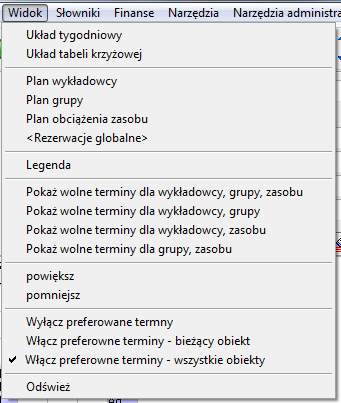 Widok Słowniki Finanse Narzędzia Narzędzia administra
Układ tygodniowy
Układ tabeli krzyżowej
Plan wykładowcy
Plan grupy
Plan obciążenia zasobu
<Rezerwacje globalne>
Legenda
Pokaż wolne terminy dla wykładowcy, grupy, zasobu
Pokaż wolne terminy dla wykładowcy, grupy
Pokaż wolne terminy dla wykładowcy, zasobu
Pokaż wolne terminy dla grupy, zasobu
powiększ
pomniejsz
Wyłącz preferowane termny
Włącz preferowne terminy - bieżący obiekt
Włącz preferowne terminy - wszystkie obiekty
Odśwież